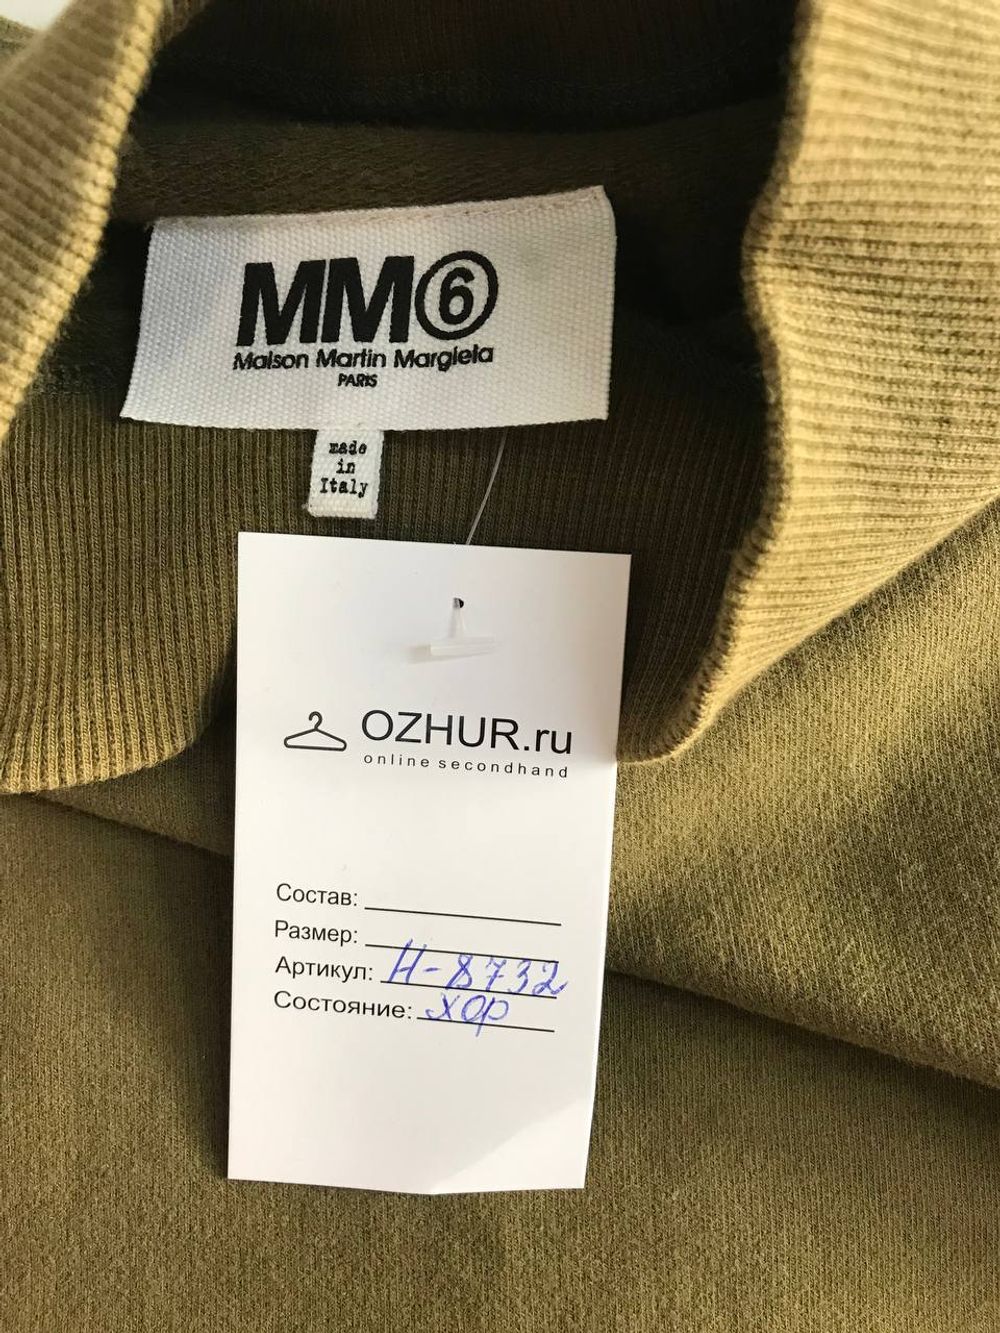 MM⑥
Maison Martin Margiela
PARIS
made
in
Italy
OZHUR.ru
online secondhand
Состав:
Размер:
Артикул: Н-8732
Состояние: хор